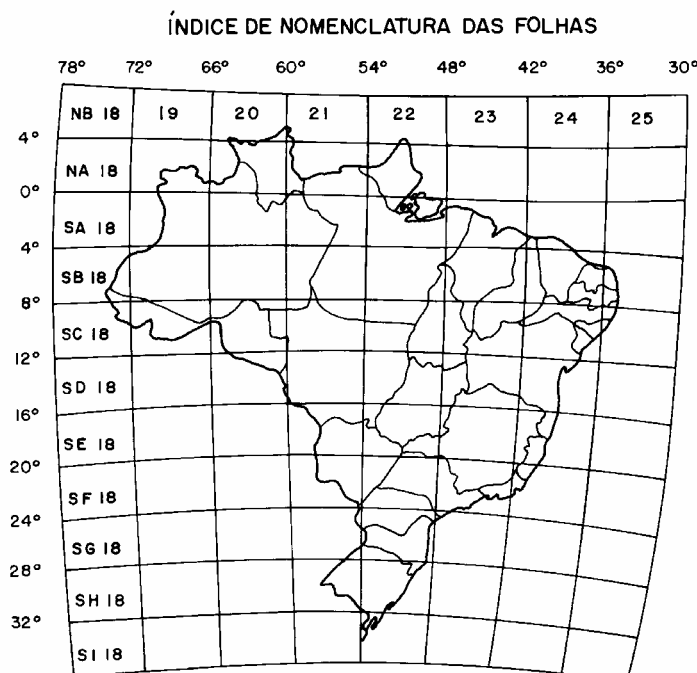 ÍNDICE DE NOMENCLATURA DAS FOLHAS
78° 72° 66° 60° 54° 48° 42° 36° 30°
NB 18 19 20 21 22 23 24 25
4°
NA 18
0°
SA 18
4°
SB 18
8°
SC 18
12°
SD 18
16°
SE 18
20°
SF 18
24°
SG 18
28°
SH 18
32°
SI 18